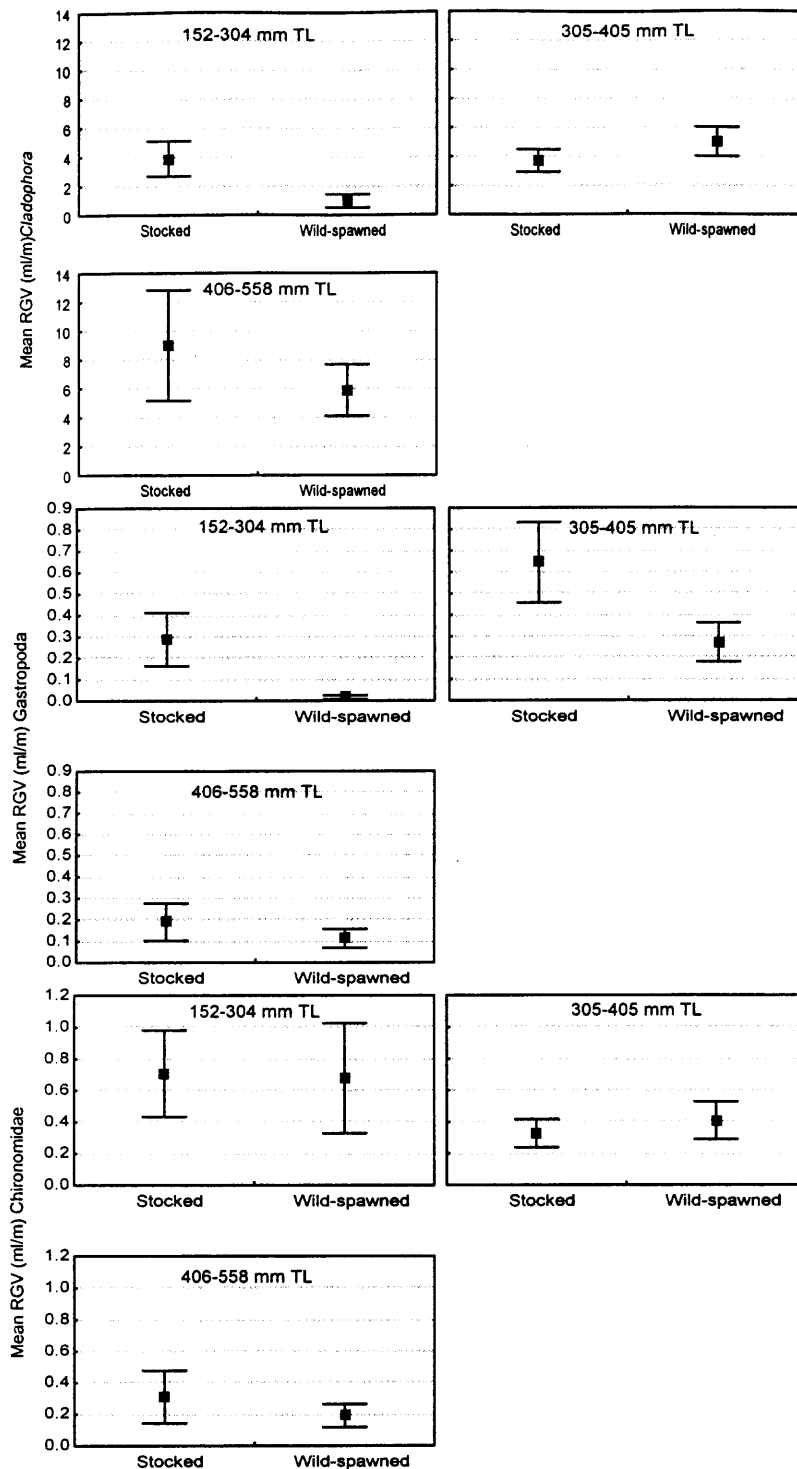 152-304 mm TL
305-405 mm TL
14
12
10
8
6
4
2
0
Stocked
Wild-spawned
Stocked
Wild-spawned
Mean RGV (ml/m)Cladophora
406-558 mm TL
14
12
10
8
6
4
2
0
Stocked
Wild-spawned
152-304 mm TL
305-405 mm TL
0.9
0.8
0.7
0.6
0.5
0.4
0.3
0.2
0.1
0.0
Stocked
Wild-spawned
Stocked
Wild-spawned
Mean RGV (ml/m) Gastropoda
406-558 mm TL
0.9
0.8
0.7
0.6
0.5
0.4
0.3
0.2
0.1
0.0
Stocked
Wild-spawned
152-304 mm TL
305-405 mm TL
1.2
1.0
0.8
0.6
0.4
0.2
0.0
Stocked
Wild-spawned
Stocked
Wild-spawned
Mean RGV (ml/m) Chironomidae
406-558 mm TL
1.2
1.0
0.8
0.6
0.4
0.2
0.0
Stocked
Wild-spawned